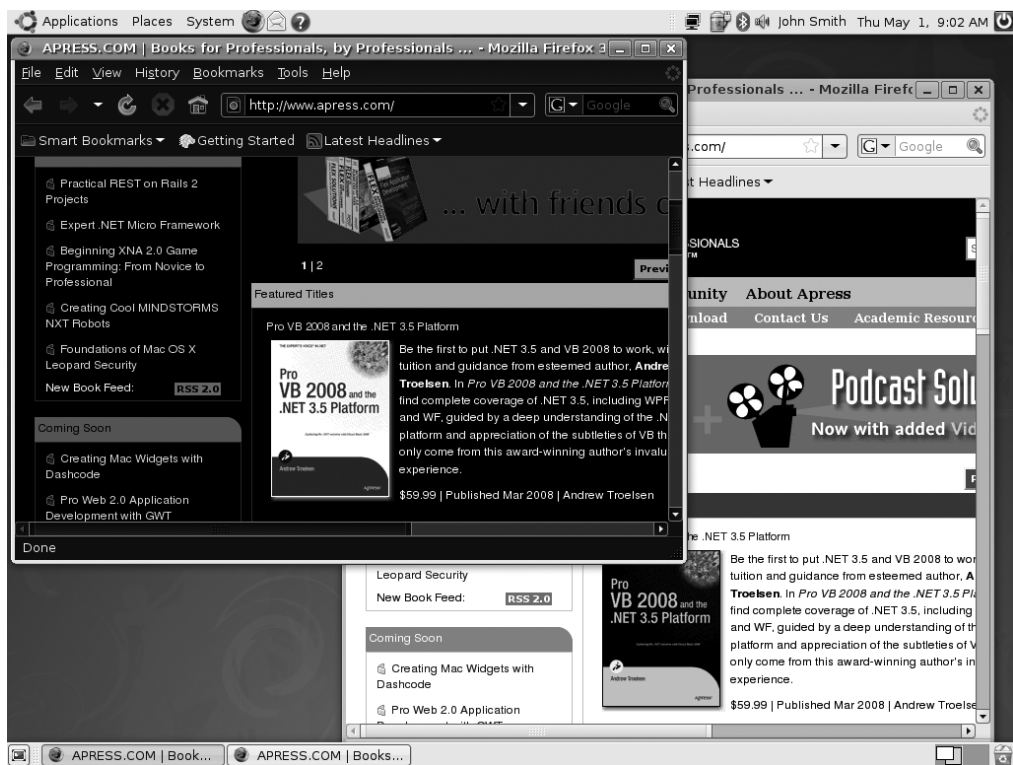 Applications Places System
John Smith Thu May 1, 9:02 AM
APRESS.COM | Books for Professionals, by Professionals ... - Mozilla Firefox 3
File Edit View History Bookmarks Tools Help
http://www.apress.com/
G Google
Smart Bookmarks Getting Started Latest Headlines
Practical REST on Rails 2
Projects
Expert .NET Micro Framework
Beginning XNA 2.0 Game
Programming: From Novice to
Professional
Creating Cool MINDSTORMS
NXT Robots
Foundations of Mac OS X
Leopard Security
New Book Feed: RSS 2.0
Coming Soon
Creating Mac Widgets with
Dashcode
Pro Web 2.0 Application
Development with GWT
... with friends
1 | 2
Previ
Featured Titles
Pro VB 2008 and the .NET 3.5 Platform
Pro
VB 2008 and the
.NET 3.5 Platform
Andrew Troelsen
Apress
Be the first to put .NET 3.5 and VB 2008 to work, wi
tuition and guidance from esteemed author, Andre
Troelsen. In Pro VB 2008 and the .NET 3.5 Platfor
find complete coverage of .NET 3.5, including WPF
and WF, guided by a deep understanding of the .N
platform and appreciation of the subtleties of VB th
only come from this award-winning author's invalu
experience.
$59.99 | Published Mar 2008 | Andrew Troelsen
Done
Professionals ... - Mozilla Firef
.com/
G Google
st Headlines
SSIONALS
TM
unity About Apress
nload Contact Us Academic Resour
Podcast Solu
Now with added Vid
he .NET 3.5 Platform
Leopard Security
New Book Feed: RSS 2.0
Coming Soon
Creating Mac Widgets with
Dashcode
Pro Web 2.0 Application
Pro
VB 2008 and the
.NET 3.5 Platform
Andrew Troelsen
Apress
Be the first to put .NET 3.5 and VB 2008 to wor
tuition and guidance from esteemed author, A
Troelsen. In Pro VB 2008 and the .NET 3.5 Pl
find complete coverage of .NET 3.5, including
and WF, guided by a deep understanding of th
platform and appreciation of the subtleties of V
only come from this award-winning author's in
experience.
$59.99 | Published Mar 2008 | Andrew Troelse
APRESS.COM | Book...
APRESS.COM | Books...